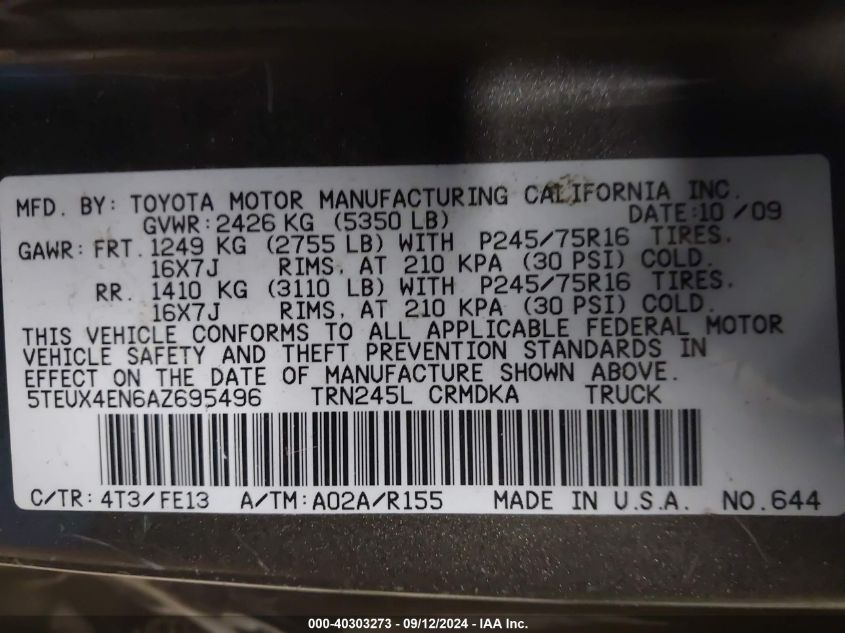 MFD. BY: TOYOTA MOTOR MANUFACTURING CALIFORNIA INC.
GVWR: 2426 KG (5350 LB) DATE: 10 /09
GAWR: FRT. 1249 KG (2755 LB) WITH P245/75R16 TIRES.
16X7J RIMS, AT 210 KPA (30 PSI) COLD.
RR. 1410 KG (3110 LB) WITH P245/75R16 TIRES.
16X7J RIMS, AT 210 KPA (30 PSI) COLD.
THIS VEHICLE CONFORMS TO ALL APPLICABLE FEDERAL MOTOR
VEHICLE SAFETY AND THEFT PREVENTION STANDARDS IN
EFFECT ON THE DATE OF MANUFACTURE SHOWN ABOVE.
5TEUX4EN6AZ695496 TRN245L CRMDKA TRUCK
C/TR: 4T3/FE13 A/TM: A02A/R155 MADE IN U.S.A. NO.644
000-40303273 - 09/12/2024 - IAA Inc.